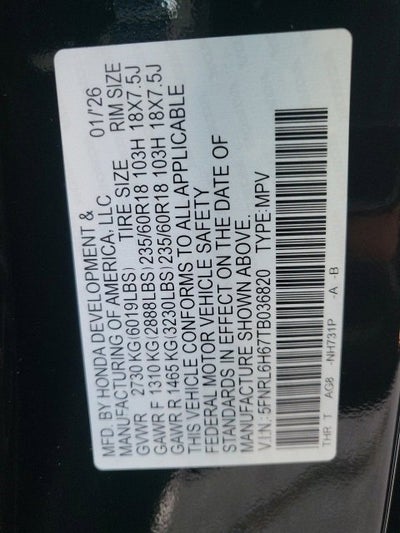 MFD. BY HONDA DEVELOPMENT & 01/'26
MANUFACTURING OF AMERICA, LLC. TIRE SIZE RIM SIZE
GVWR 2730 KG(6019LBS)
GAWR F 1310 KG(2888LBS) 235/60R18 103H 18X7.5J
GAWR R 1465 KG(3230LBS) 235/60R18 103H 18X7.5J
THIS VEHICLE CONFORMS TO ALL APPLICABLE
FEDERAL MOTOR VEHICLE SAFETY
STANDARDS IN EFFECT ON THE DATE OF
MANUFACTURE SHOWN ABOVE.
V.I.N.:5FNRL6H67TB036820 TYPE:MPV
THR T AG8 -NH731P -A -B